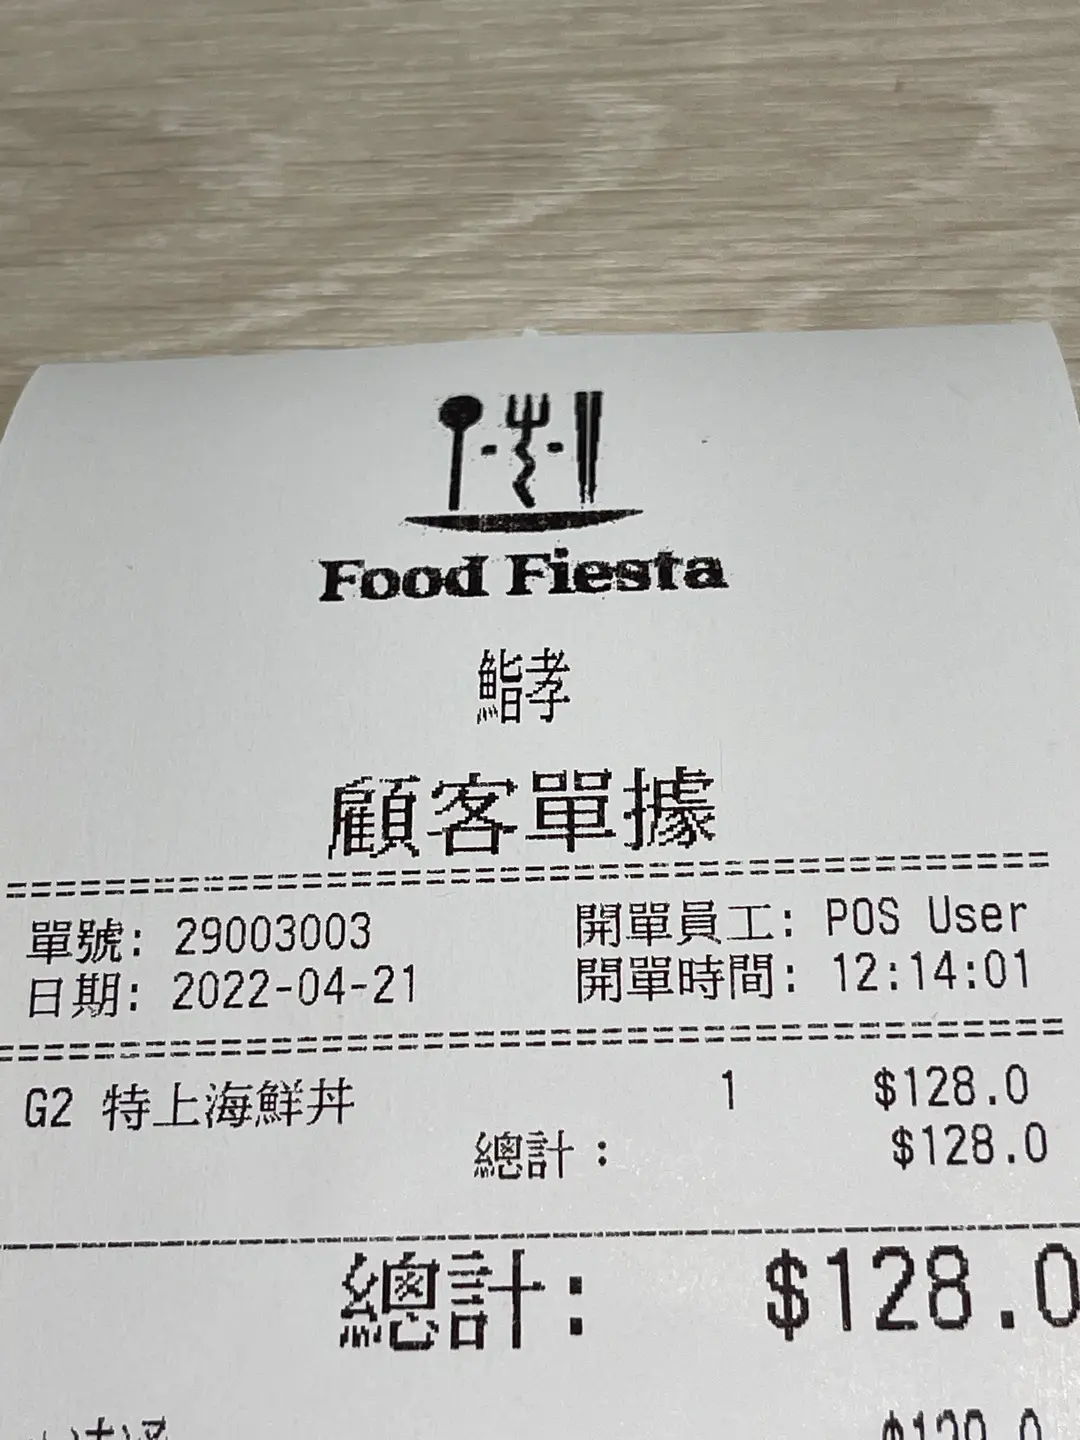 Food Fiesta
鮨孝
顧客單據
單號: 29003003 開單員工: POS User
日期: 2022-04-21 開單時間: 12:14:01
G2 特上海鮮丼 1 $128.0
總計: $128.0
總計: $128.0